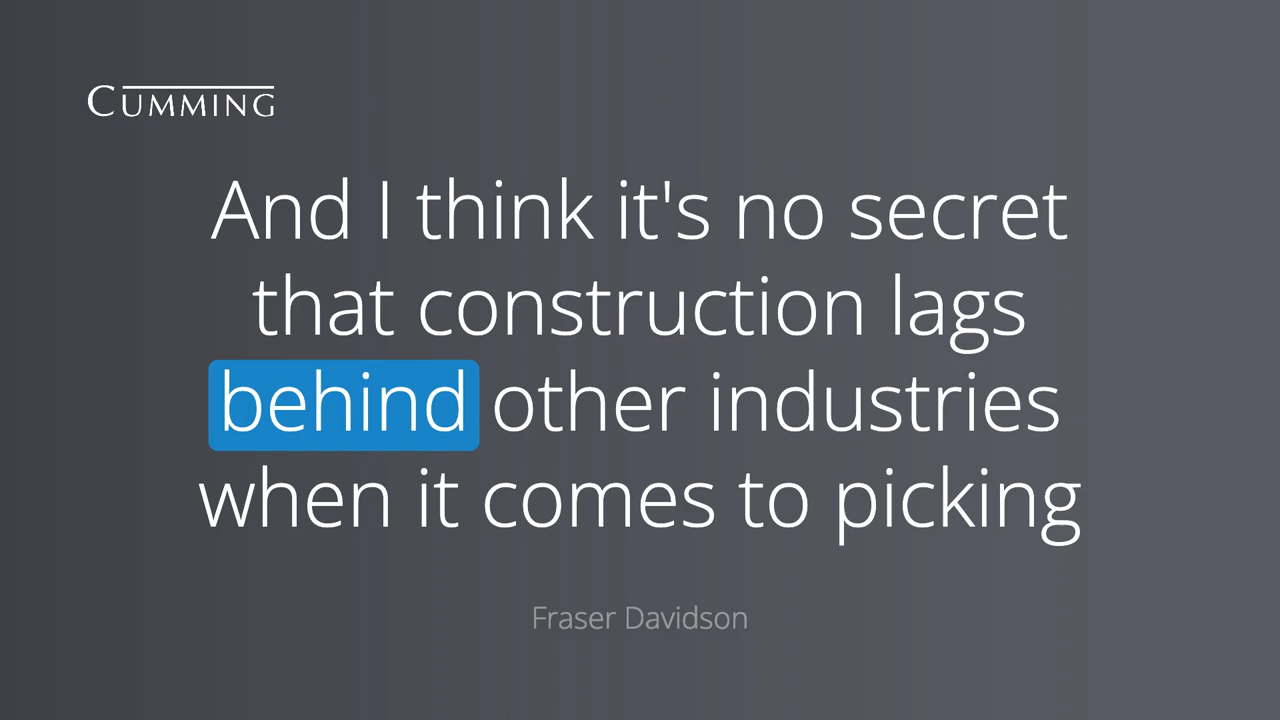 CUMMING
And I think it's no secret
that construction lags
behind other industries
when it comes to picking
Fraser Davidson